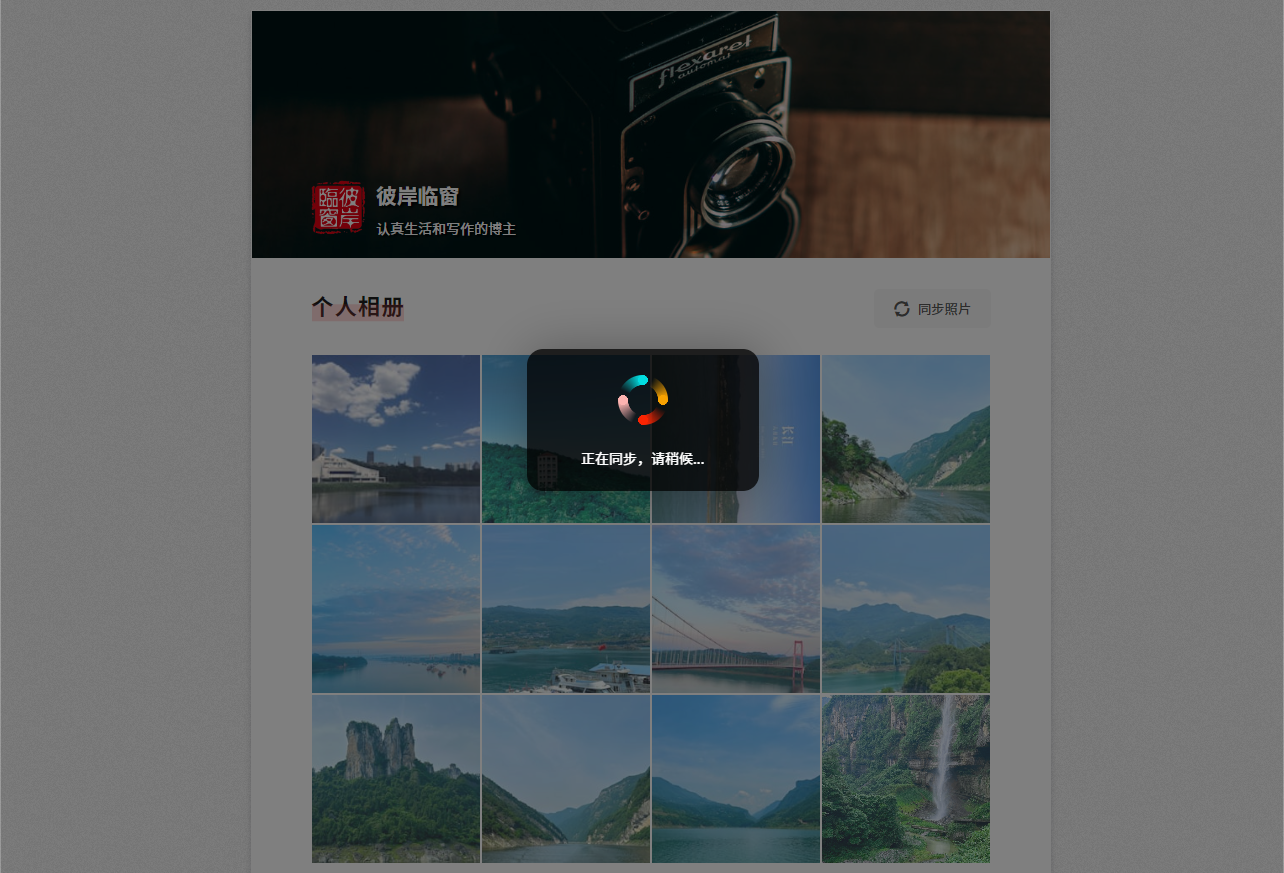 flexaret
automat
臨彼
窗岸
彼岸临窗
认真生活和写作的博主
个人相册
同步照片
正在同步，请稍候...